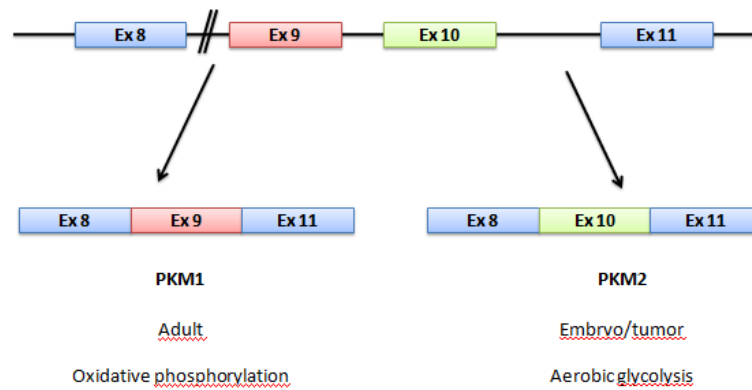 Ex 8 Ex 9 Ex 10 Ex 11
Ex 8 Ex 9 Ex 11 Ex 8 Ex 10 Ex 11
PKM1 PKM2
Adult Embrvo/tumor
Oxidative phosphorylation Aerobic glycolysis